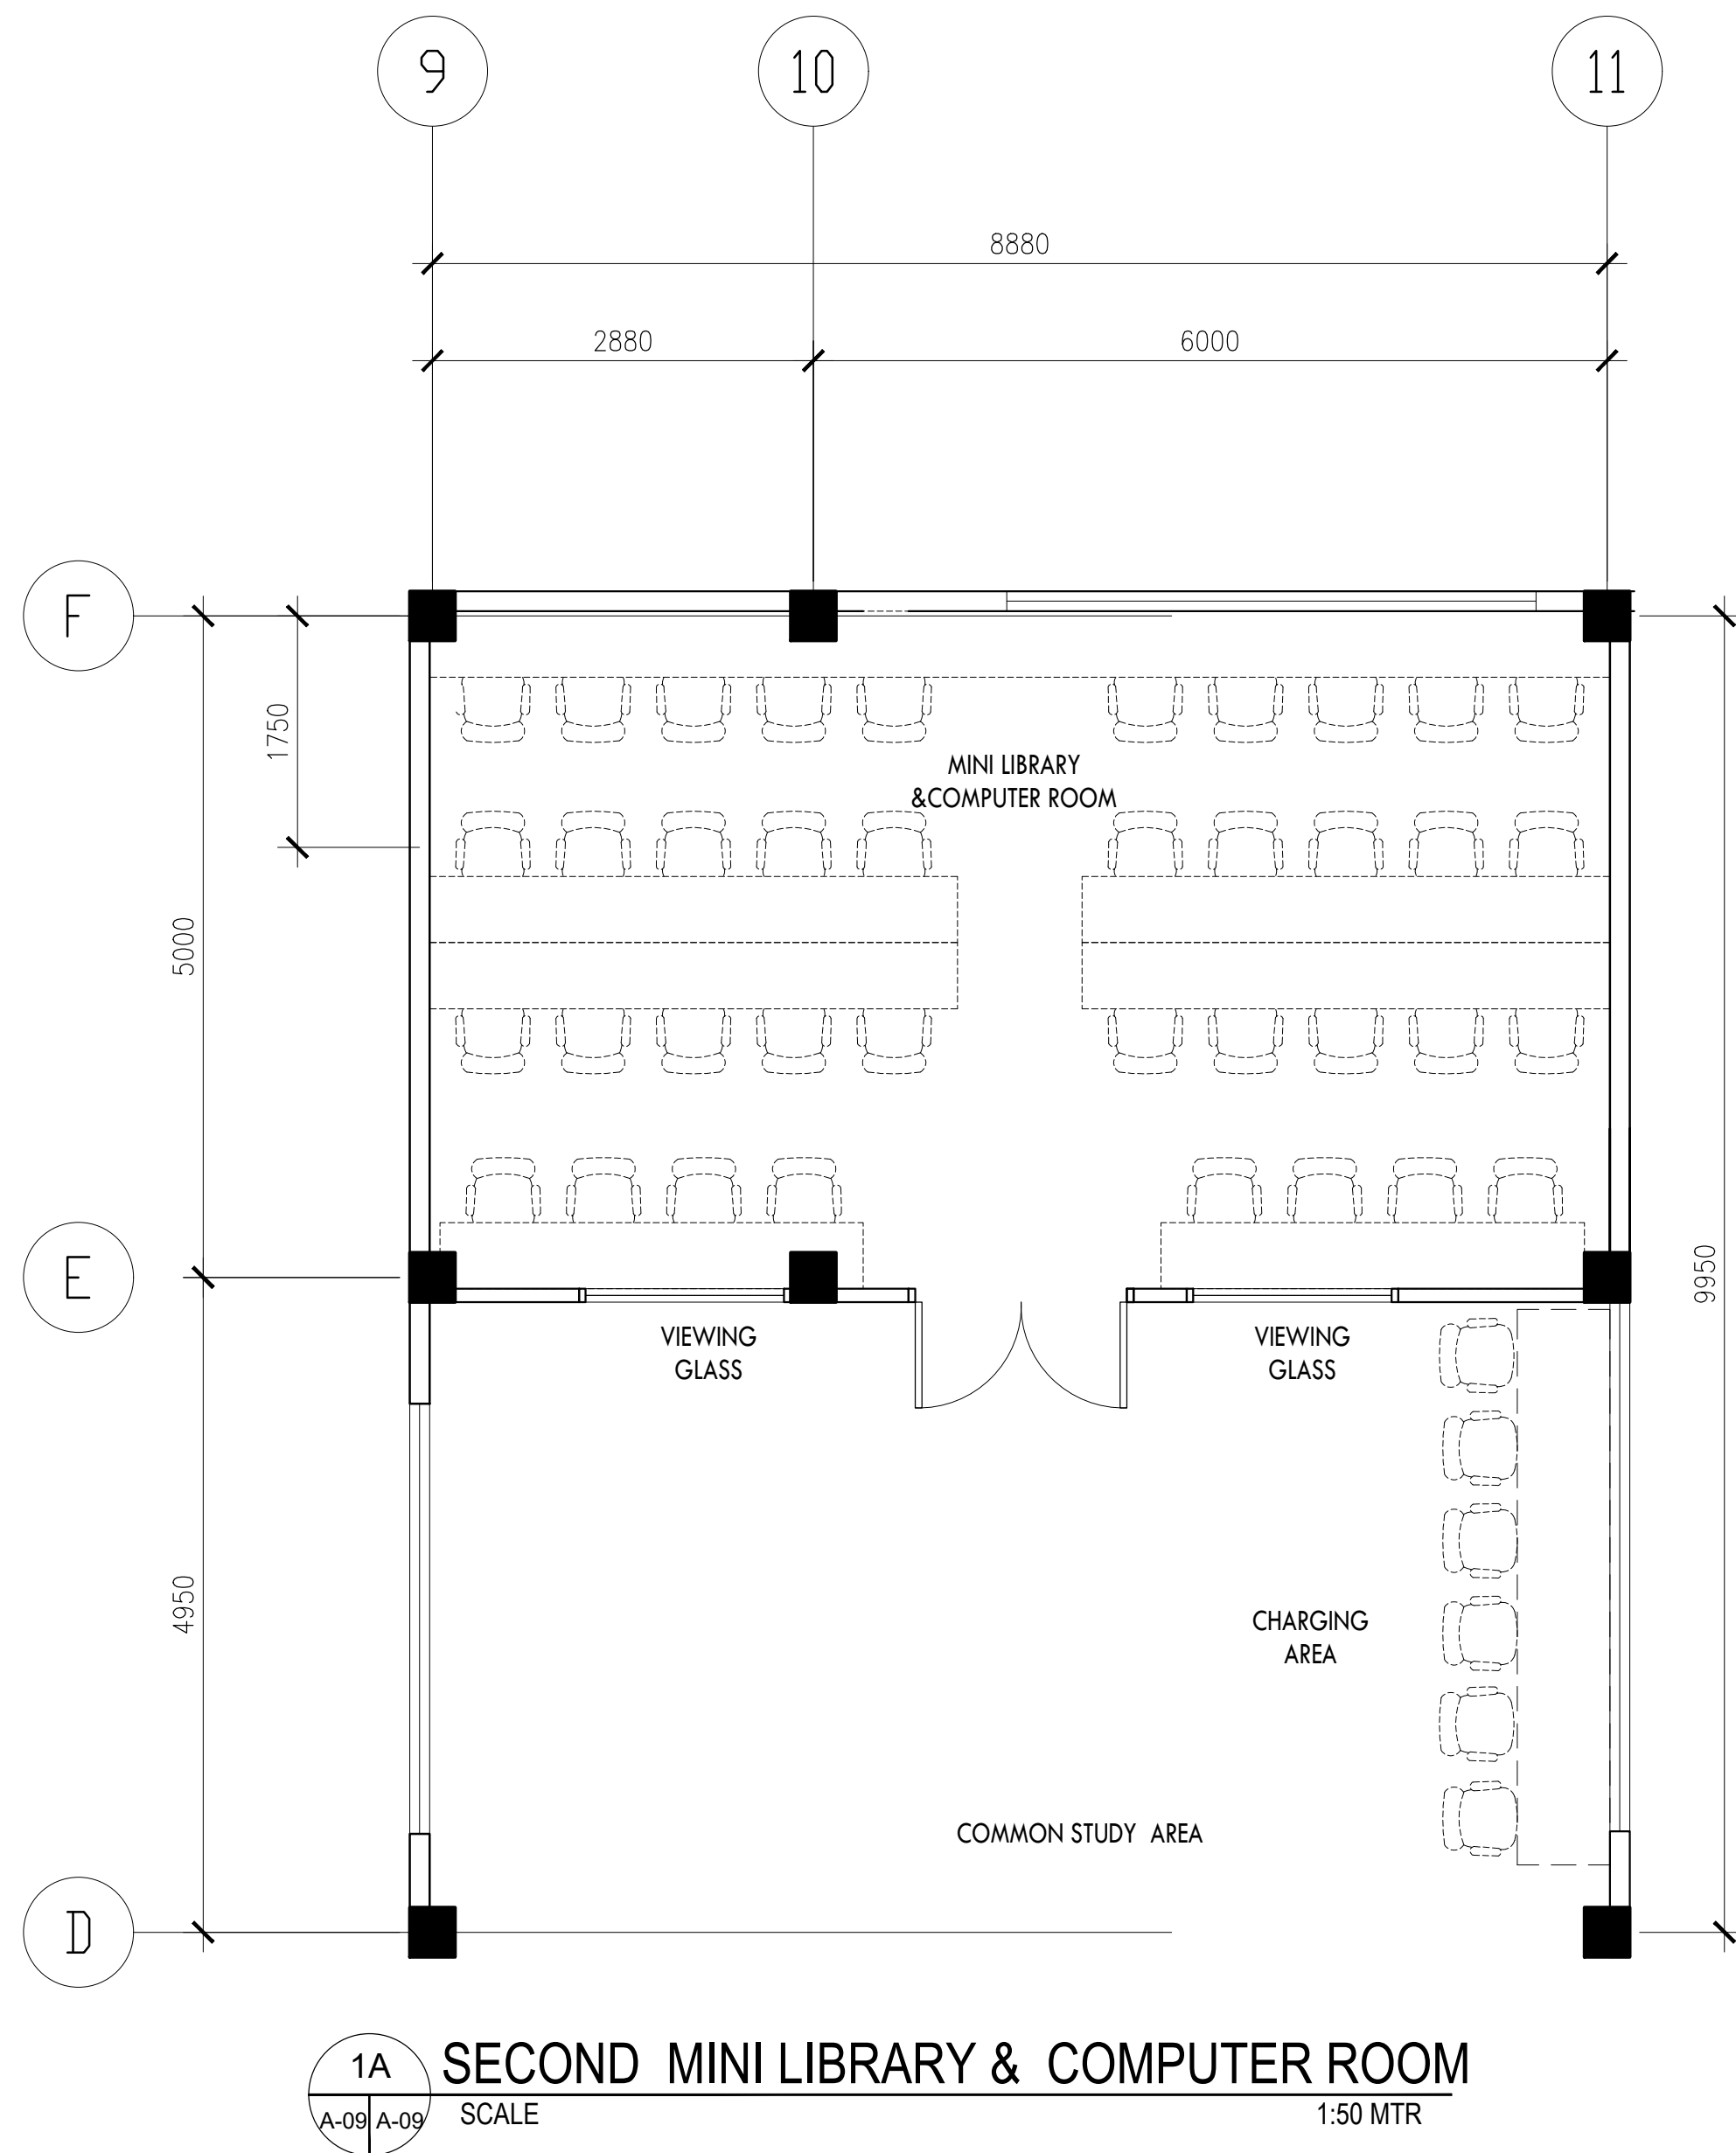 9
10
11
8880
2880
6000
F
1750
MINI LIBRARY
&COMPUTER ROOM
5000
E
9950
VIEWING
GLASS
VIEWING
GLASS
4950
CHARGING
AREA
COMMON STUDY AREA
D
1A
SECOND MINI LIBRARY & COMPUTER ROOM
A-09 A-09
SCALE
1:50 MTR